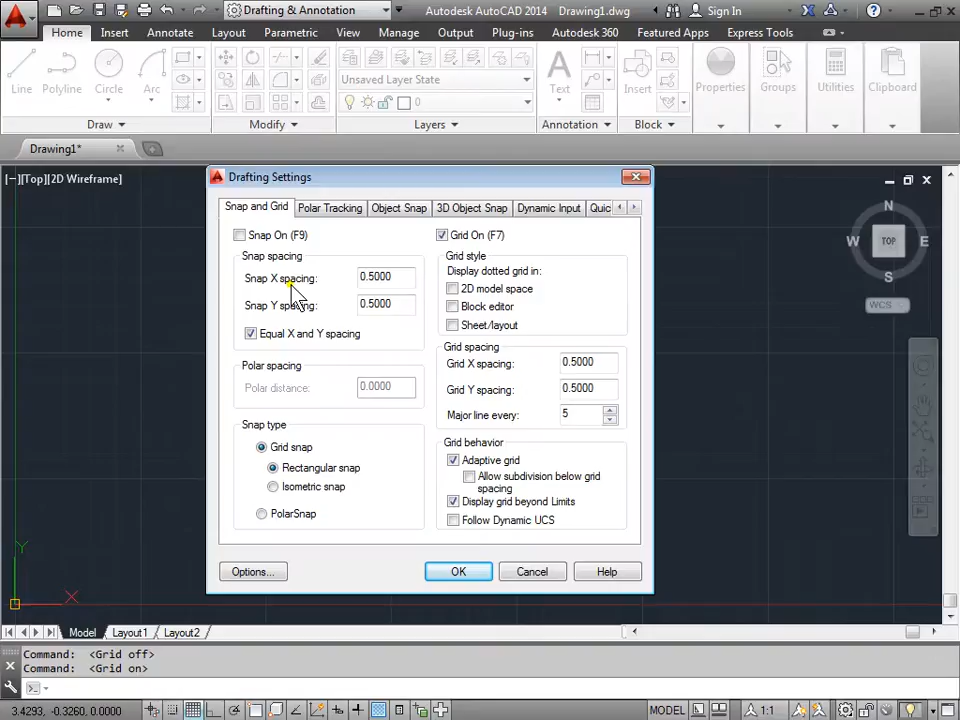 Drafting & Annotation
Autodesk AutoCAD 2014 Drawing1.dwg
Sign In
Home Insert Annotate Layout Parametric View Manage Output Plug-ins Autodesk 360 Featured Apps Express Tools
Unsaved Layer State
Line Polyline Circle Arc
0
Text Insert Properties Groups Utilities Clipboard
Draw Modify Layers Annotation Block
Drawing1*
[−][Top][2D Wireframe]
Drafting Settings
Snap and Grid Polar Tracking Object Snap 3D Object Snap Dynamic Input Quic
Snap On (F9)
Grid On (F7)
Snap spacing
Snap X spacing: 0.5000
Snap Y spacing: 0.5000
Equal X and Y spacing
Grid style
Display dotted grid in:
2D model space
Block editor
Sheet/layout
Polar spacing
Polar distance: 0.0000
Grid spacing
Grid X spacing: 0.5000
Grid Y spacing: 0.5000
Major line every: 5
Snap type
Grid snap
Rectangular snap
Isometric snap
PolarSnap
Grid behavior
Adaptive grid
Allow subdivision below grid
spacing
Display grid beyond Limits
Follow Dynamic UCS
Options... OK Cancel Help
N
W TOP E
S
WCS
Y
X
Model Layout1 Layout2
Command: <Grid off>
Command: <Grid on>
3.4293, -0.3260, 0.0000
MODEL
1:1